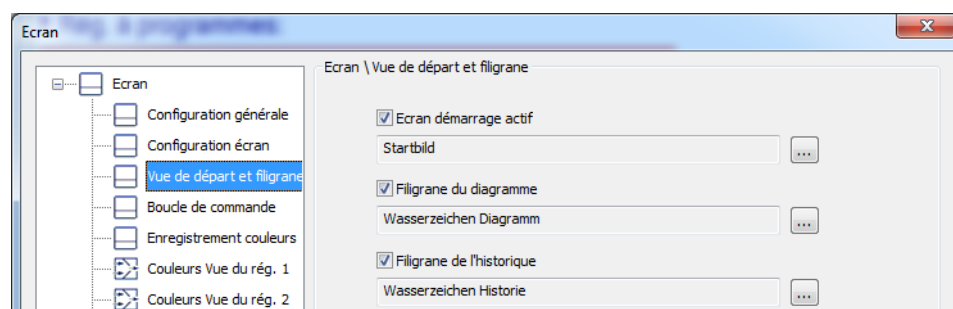 * Rég. à programmes:
Ecran
Ecran
Configuration générale
Configuration écran
Vue de départ et filigrane
Boucle de commande
Enregistrement couleurs
Couleurs Vue du rég. 1
Couleurs Vue du rég. 2
Ecran \ Vue de départ et filigrane
Ecran démarrage actif
Startbild
...
Filigrane du diagramme
Wasserzeichen Diagramm
...
Filigrane de l'historique
Wasserzeichen Historie
...